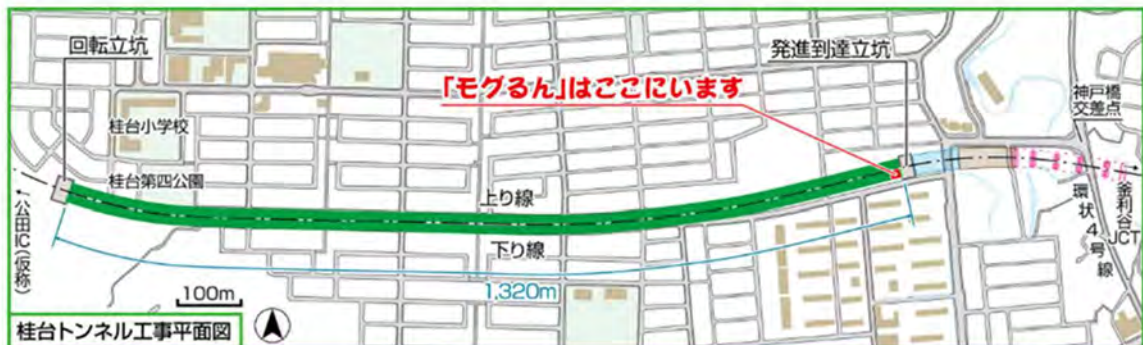 回転立坑
発進到達立坑
「モグるん」はここにいます
神戸橋
交差点
桂台小学校
桂台第四公園
上り線
下り線
1,320m
←公田IC(仮称)
環状4号線
釜利谷JCT
→
100m
桂台トンネル工事平面図